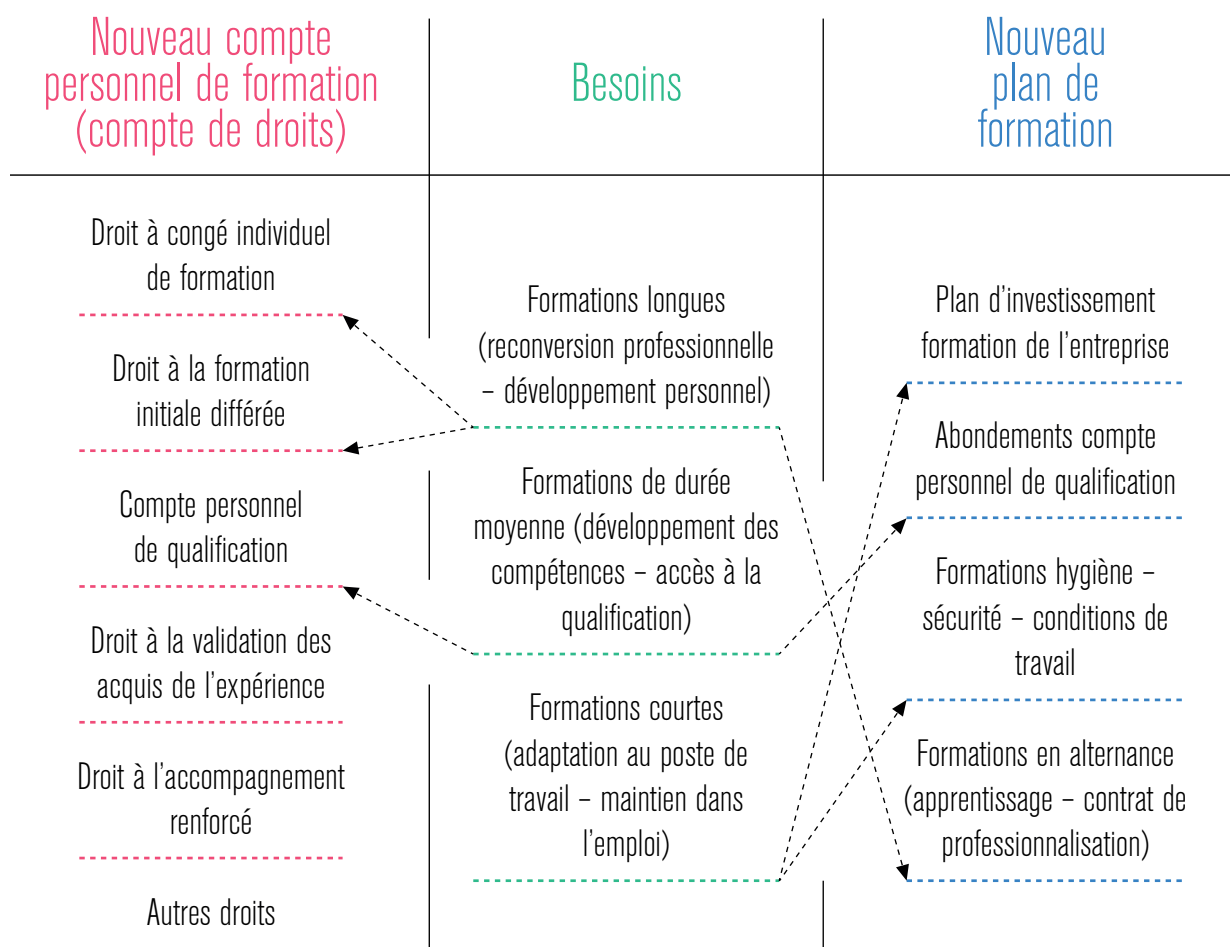 Nouveau compte
personnel de formation
(compte de droits)
Besoins
Nouveau
plan de
formation
Droit à congé individuel
de formation
Droit à la formation
initiale différée
Compte personnel
de qualification
Droit à la validation des
acquis de l’expérience
Droit à l’accompagnement
renforcé
Autres droits
Formations longues
(reconversion professionnelle
– développement personnel)
Formations de durée
moyenne (développement des
compétences – accès à la
qualification)
Formations courtes
(adaptation au poste de
travail – maintien dans
l’emploi)
Plan d’investissement
formation de l’entreprise
Abondements compte
personnel de qualification
Formations hygiène –
sécurité – conditions de
travail
Formations en alternance
(apprentissage – contrat de
professionnalisation)